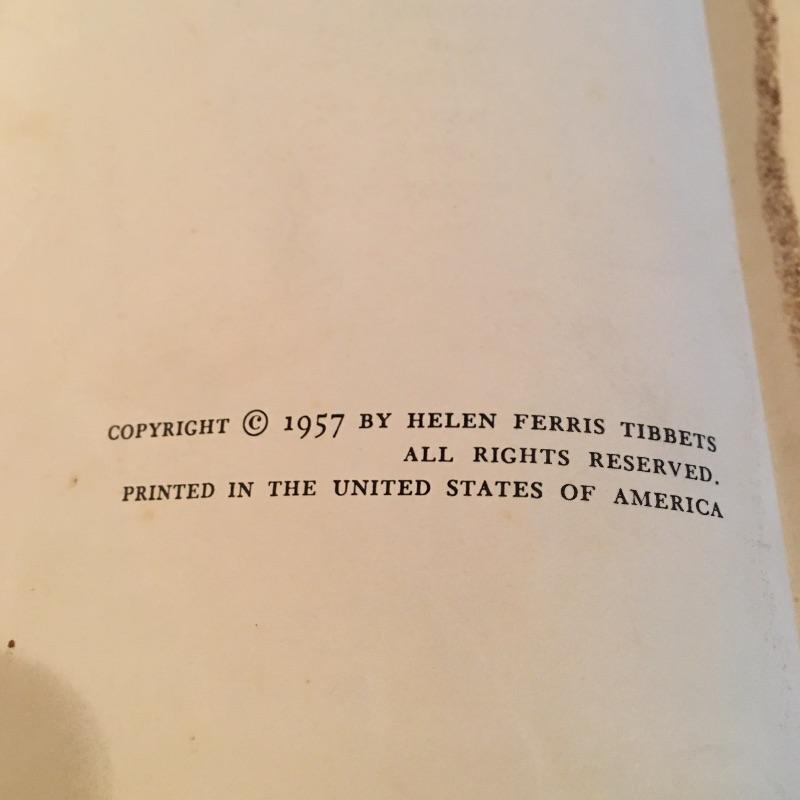 COPYRIGHT © 1957 BY HELEN FERRIS TIBBETS
ALL RIGHTS RESERVED.
PRINTED IN THE UNITED STATES OF AMERICA